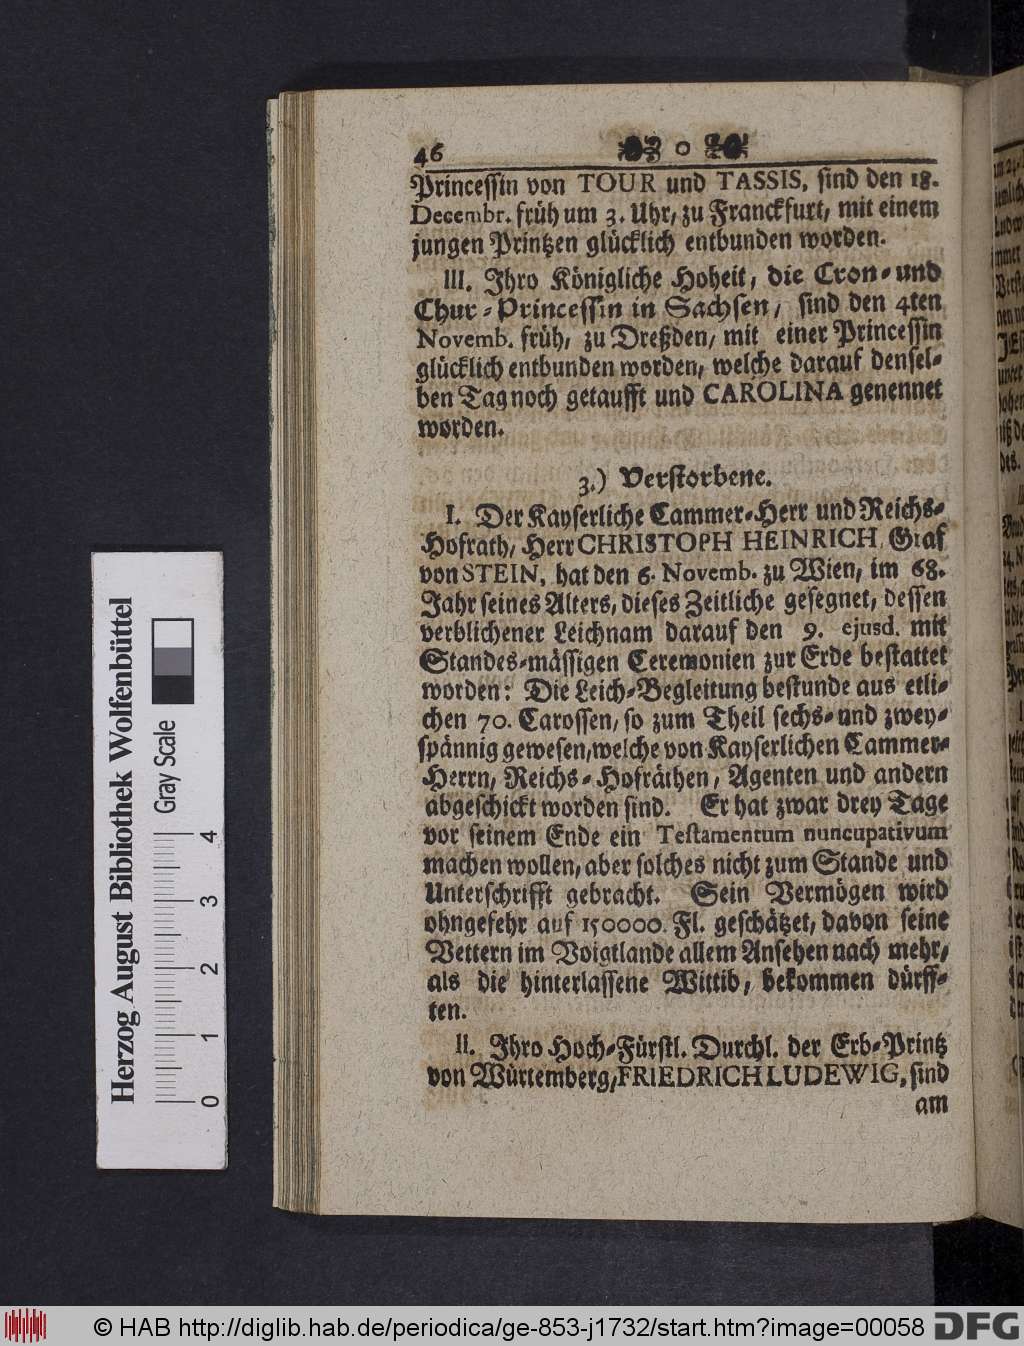 46 o
Princessin von TOUR und TASSIS, sind den 18.
Decembr. früh um 3. Uhr, zu Franckfurt, mit einem
jungen Printzen glücklich entbunden worden.
III. Ihro Königliche Hoheit, die Cron- und
Chur-Princessin in Sachsen, sind den 4ten
Novemb. früh, zu Dreßden, mit einer Princessin
glücklich entbunden worden, welche darauf densel-
ben Tag noch getaufft und CAROLINA genennet
worden.
3.) Verstorbene.
I. Der Kayserliche Cammer-Herr und Reichs-
Hofrath, Herr CHRISTOPH HEINRICH, Graf
von STEIN, hat den 6. Novemb. zu Wien, im 68.
Jahr seines Alters, dieses Zeitliche gesegnet, dessen
verblichener Leichnam darauf den 9. ejusd. mit
Standes-mässigen Ceremonien zur Erde bestattet
worden: Die Leich-Begleitung bestunde aus etli-
chen 70. Carossen, so zum Theil sechs- und zwey-
spännig gewesen, welche von Kayserlichen Cammer-
Herrn, Reichs-Hofräthen, Agenten und andern
abgeschickt worden sind. Er hat zwar drey Tage
vor seinem Ende ein Testamentum nuncupativum
machen wollen, aber solches nicht zum Stande und
Unterschrifft gebracht. Sein Vermögen wird
ohngefehr auf 150000. Fl. geschätzet, davon seine
Vettern im Voigtlande allem Ansehen nach mehr,
als die hinterlassene Wittib, bekommen dürff-
ten.
II. Ihro Hoch-Fürstl. Durchl. der Erb-Printz
von Würtemberg, FRIEDRICH LUDEWIG, sind
am
Herzog August Bibliothek Wolfenbüttel
Gray Scale
0 1 2 3 4
© HAB http://diglib.hab.de/periodica/ge-853-j1732/start.htm?image=00058
DFG